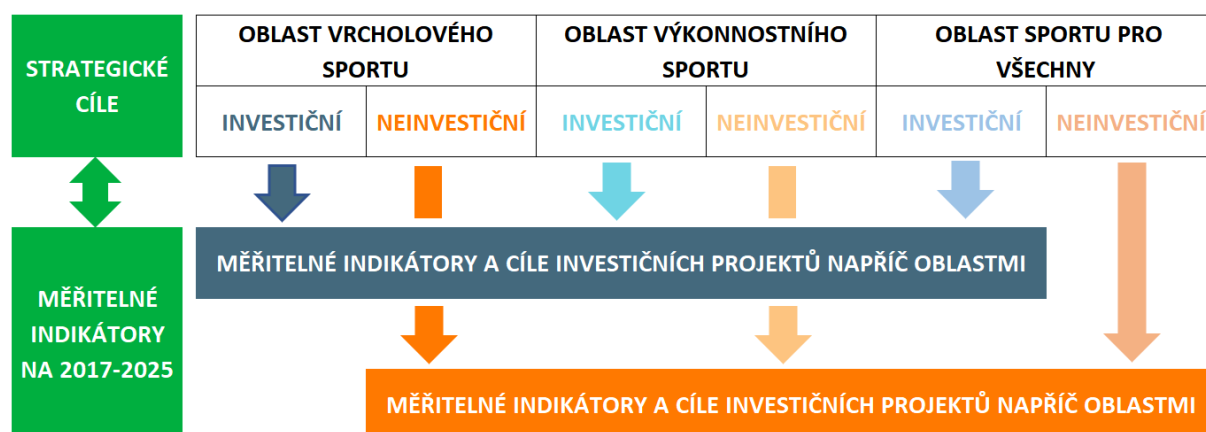 STRATEGICKÉ
CÍLE
OBLAST VRCHOLOVÉHO
SPORTU
OBLAST VÝKONNOSTNÍHO
SPORTU
OBLAST SPORTU PRO
VŠECHNY
INVESTIČNÍ
NEINVESTIČNÍ
INVESTIČNÍ
NEINVESTIČNÍ
INVESTIČNÍ
NEINVESTIČNÍ
MĚŘITELNÉ
INDIKÁTORY
NA 2017-2025
MĚŘITELNÉ INDIKÁTORY A CÍLE INVESTIČNÍCH PROJEKTŮ NAPŘÍČ OBLASTMI
MĚŘITELNÉ INDIKÁTORY A CÍLE INVESTIČNÍCH PROJEKTŮ NAPŘÍČ OBLASTMI